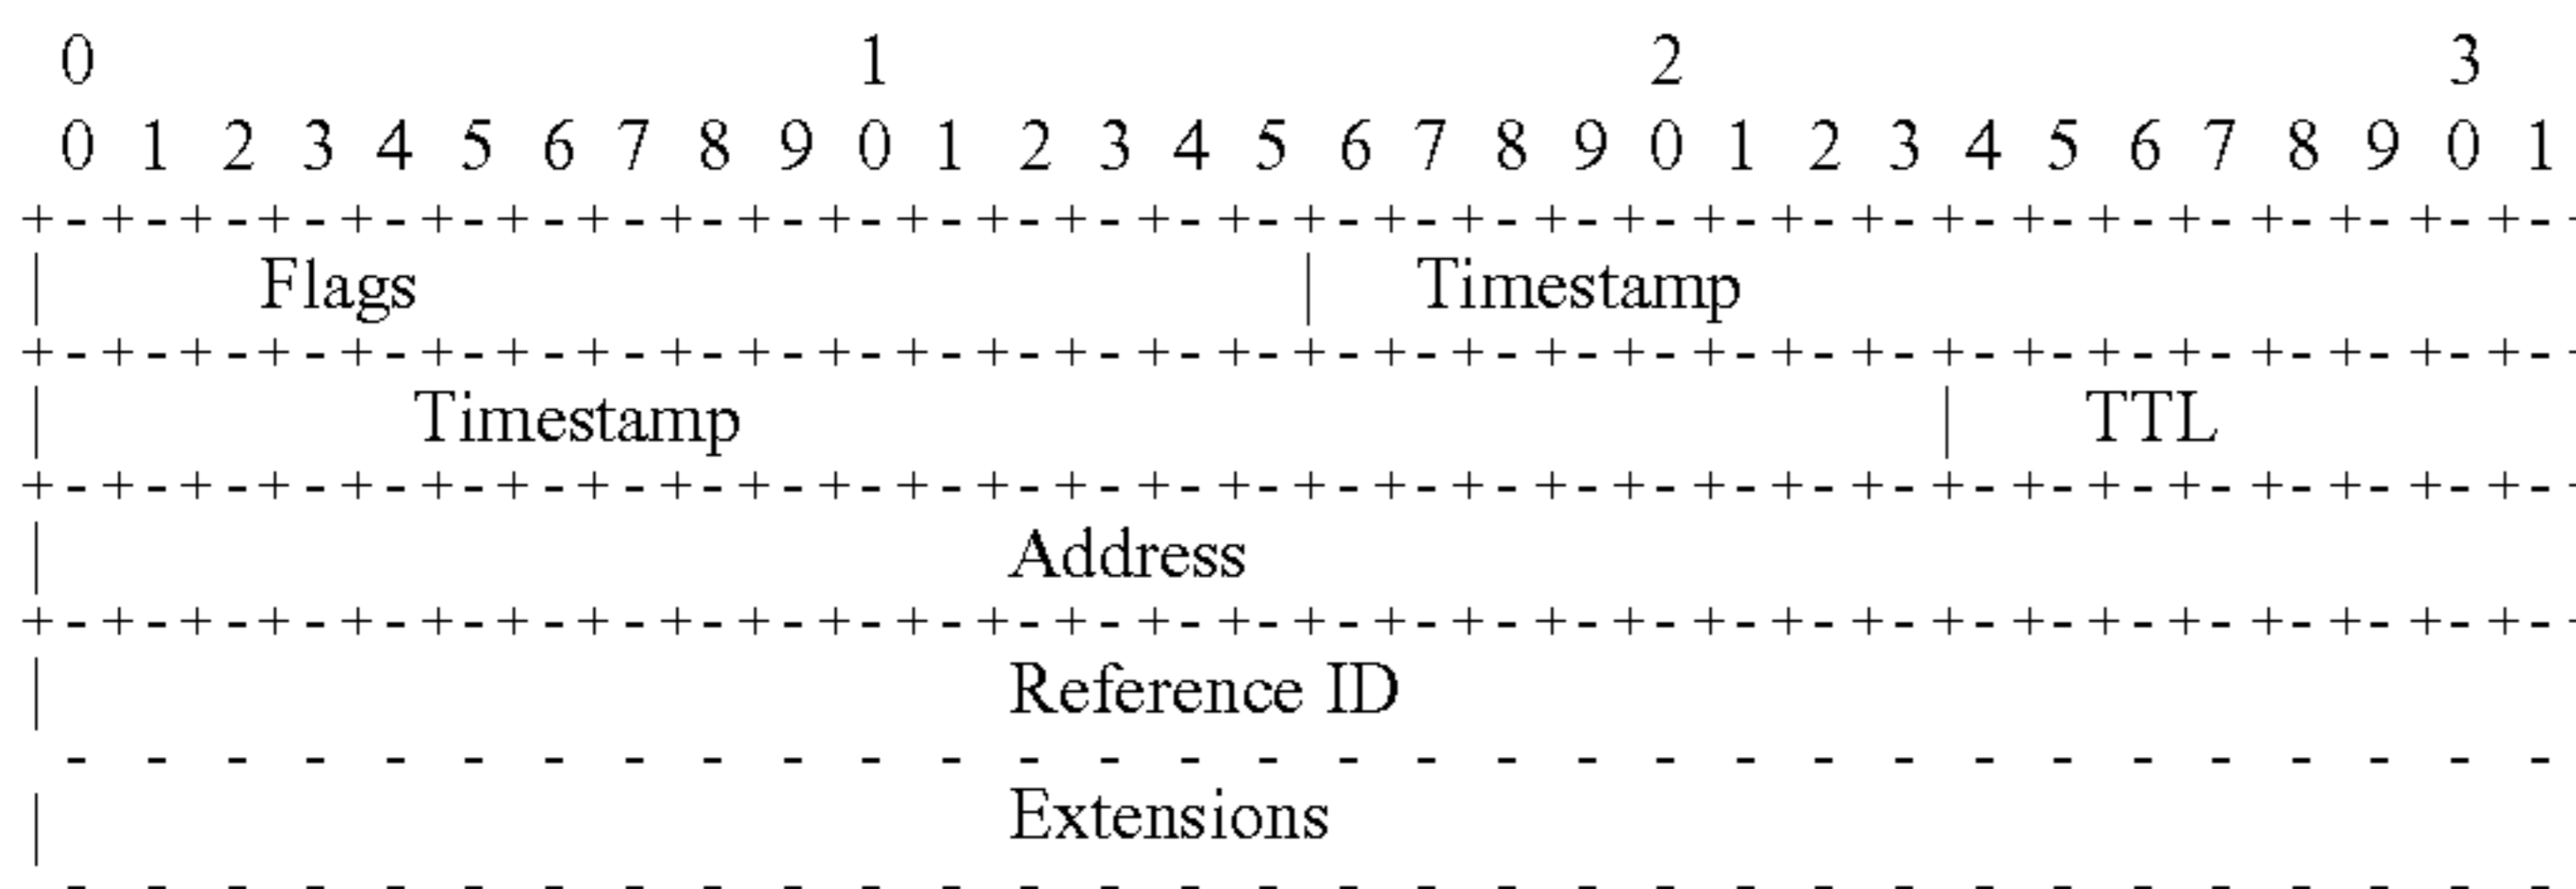 0 1 2 3
0 1 2 3 4 5 6 7 8 9 0 1 2 3 4 5 6 7 8 9 0 1 2 3 4 5 6 7 8 9 0 1
+-+-+-+-+-+-+-+-+-+-+-+-+-+-+-+-+-+-+-+-+-+-+-+-+-+-+-+-+-+-+-+-+
| Flags | Timestamp
+-+-+-+-+-+-+-+-+-+-+-+-+-+-+-+-+-+-+-+-+-+-+-+-+-+-+-+-+-+-+-+-+
| Timestamp | TTL
+-+-+-+-+-+-+-+-+-+-+-+-+-+-+-+-+-+-+-+-+-+-+-+-+-+-+-+-+-+-+-+-+
| Address
+-+-+-+-+-+-+-+-+-+-+-+-+-+-+-+-+-+-+-+-+-+-+-+-+-+-+-+-+-+-+-+-+
| Reference ID
- - - - - - - - - - - - - - - - - - - - - - - - - - - - - - - -
| Extensions
- - - - - - - - - - - - - - - - - - - - - - - - - - - - - - - -